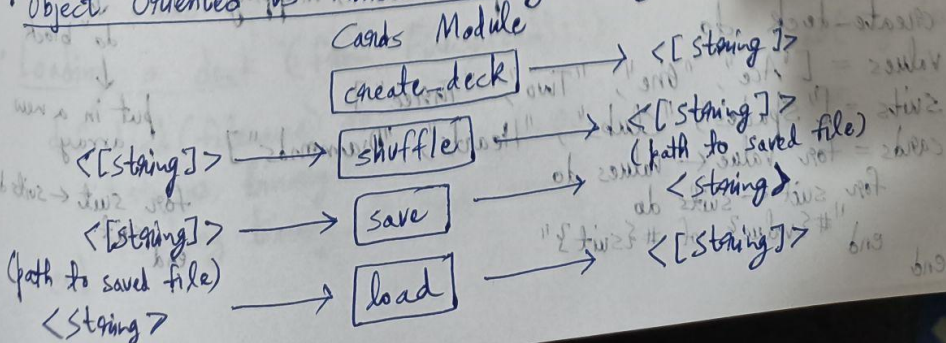 Object Oriented
Cards Module
create_deck → <[string]>
<[string]> → shuffle → <[string]>
(path to saved file)
<[string]> → save → <string>
(path to saved file)
<string> → load → <[string]>